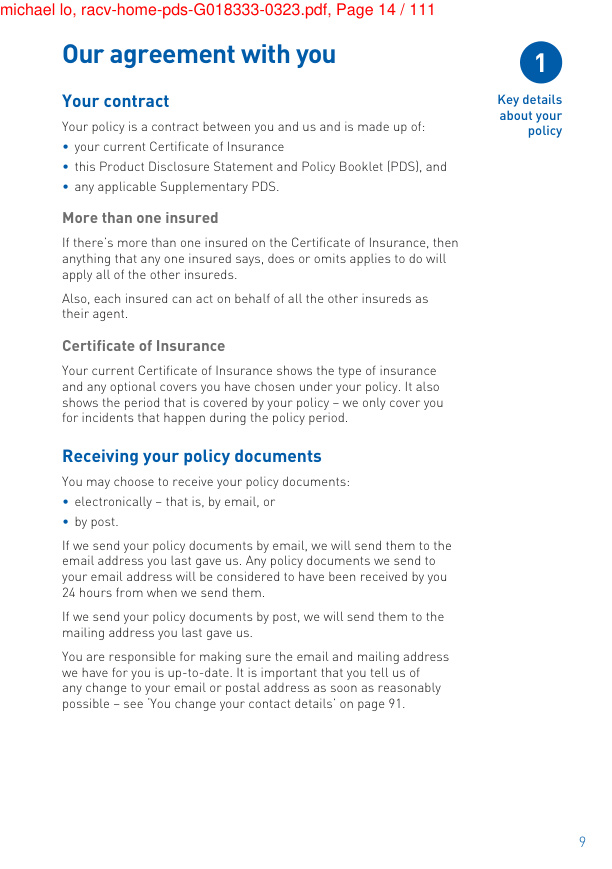 michael lo, racv-home-pds-G018333-0323.pdf, Page 14 / 111
Our agreement with you
1
Key details
about your
policy
Your contract
Your policy is a contract between you and us and is made up of:
• your current Certificate of Insurance
• this Product Disclosure Statement and Policy Booklet (PDS), and
• any applicable Supplementary PDS.
More than one insured
If there's more than one insured on the Certificate of Insurance, then
anything that any one insured says, does or omits applies to do will
apply all of the other insureds.
Also, each insured can act on behalf of all the other insureds as
their agent.
Certificate of Insurance
Your current Certificate of Insurance shows the type of insurance
and any optional covers you have chosen under your policy. It also
shows the period that is covered by your policy – we only cover you
for incidents that happen during the policy period.
Receiving your policy documents
You may choose to receive your policy documents:
• electronically – that is, by email, or
• by post.
If we send your policy documents by email, we will send them to the
email address you last gave us. Any policy documents we send to
your email address will be considered to have been received by you
24 hours from when we send them.
If we send your policy documents by post, we will send them to the
mailing address you last gave us.
You are responsible for making sure the email and mailing address
we have for you is up-to-date. It is important that you tell us of
any change to your email or postal address as soon as reasonably
possible – see 'You change your contact details' on page 91.
9